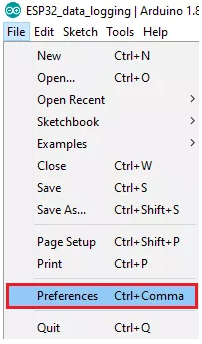 ESP32_data_logging | Arduino 1.8
File Edit Sketch Tools Help
New Ctrl+N
Open... Ctrl+O
Open Recent
Sketchbook
Examples
Close Ctrl+W
Save Ctrl+S
Save As... Ctrl+Shift+S
Page Setup Ctrl+Shift+P
Print Ctrl+P
Preferences Ctrl+Comma
Quit Ctrl+Q